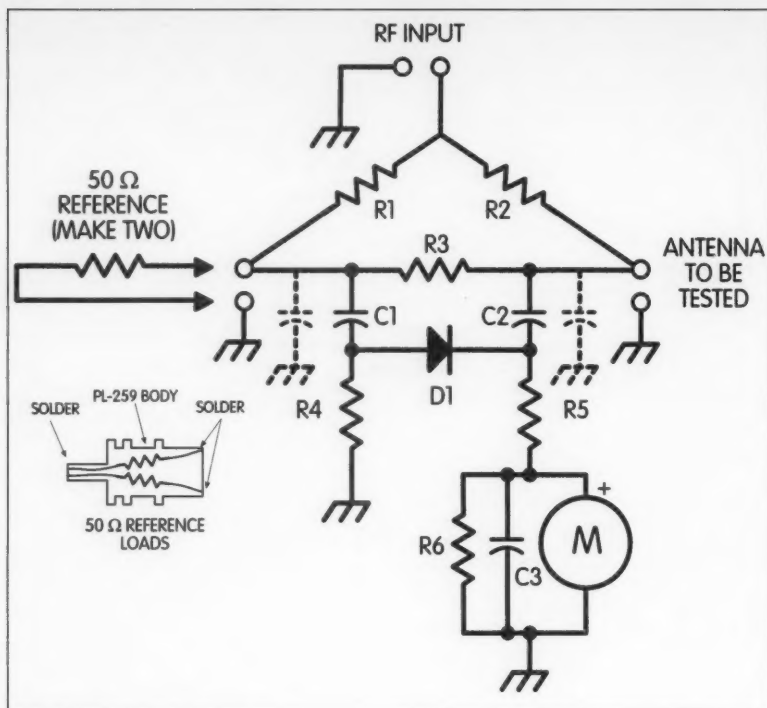 RF INPUT
50 Ω
REFERENCE
(MAKE TWO)
R1
R2
R3
ANTENNA
TO BE
TESTED
C1
C2
D1
R4
R5
SOLDER
PL-259 BODY
SOLDER
50 Ω REFERENCE
LOADS
R6
C3
+
M